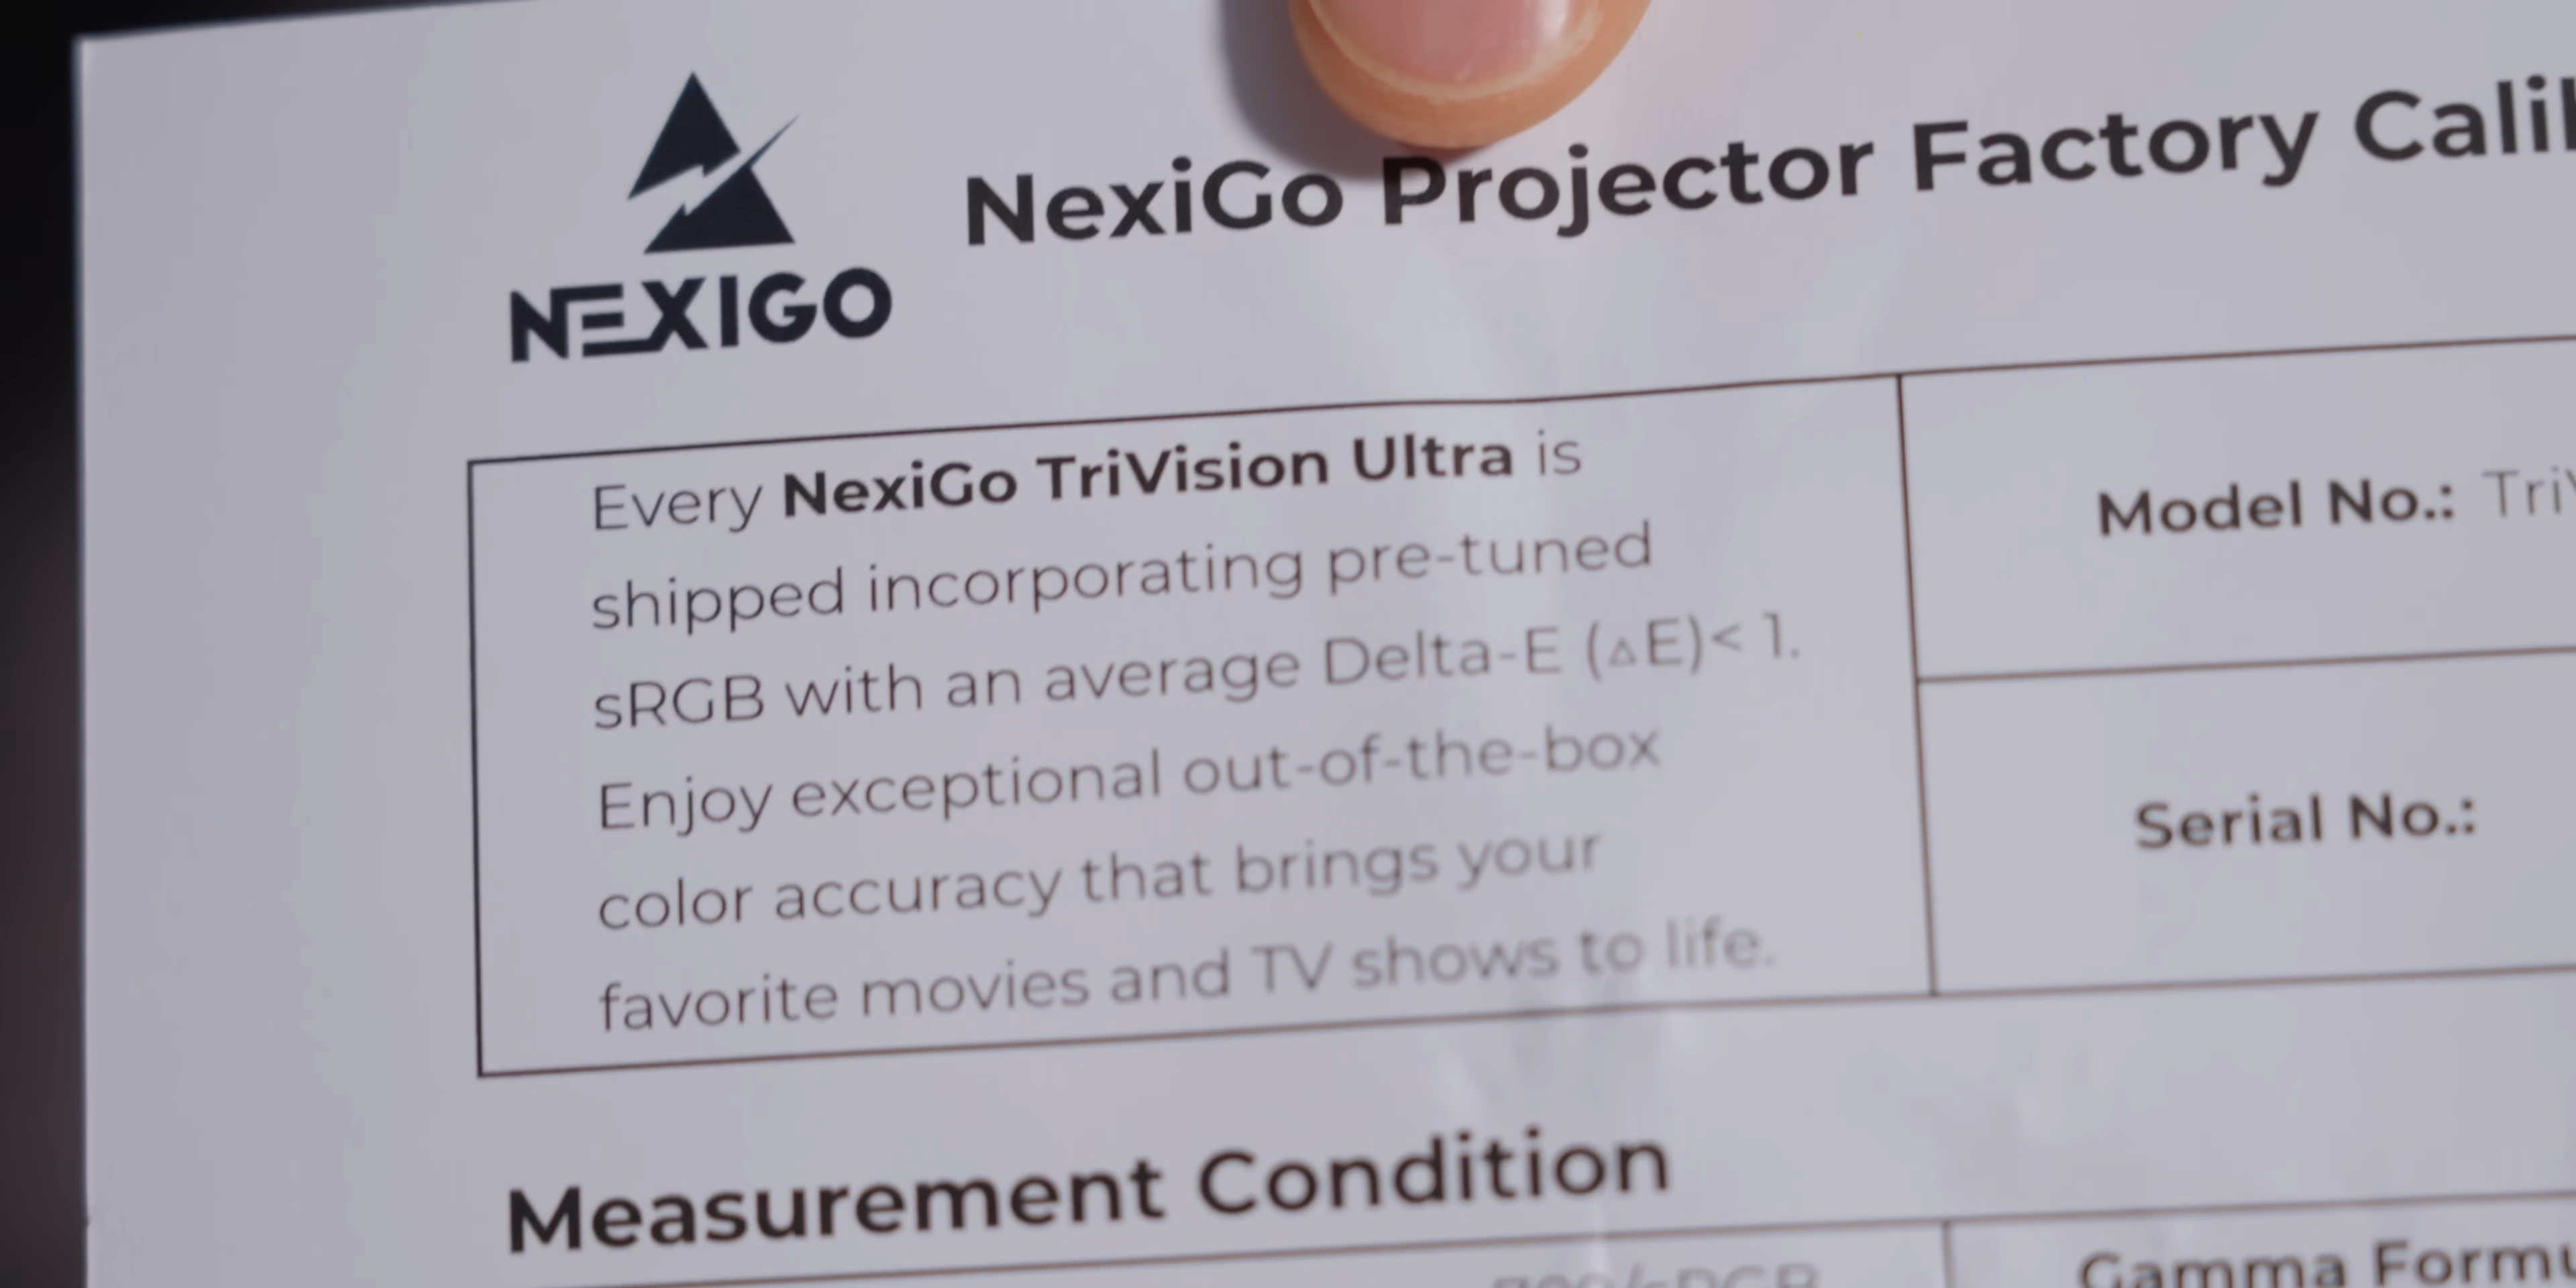 NEXIGO
NexiGo Projector Factory
Every NexiGo TriVision Ultra is
shipped incorporating pre-tuned
sRGB with an average Delta-E (△E)< 1.
Enjoy exceptional out-of-the-box
color accuracy that brings your
favorite movies and TV shows to life.
Model No.:
Serial No.:
Measurement Condition
Gamma